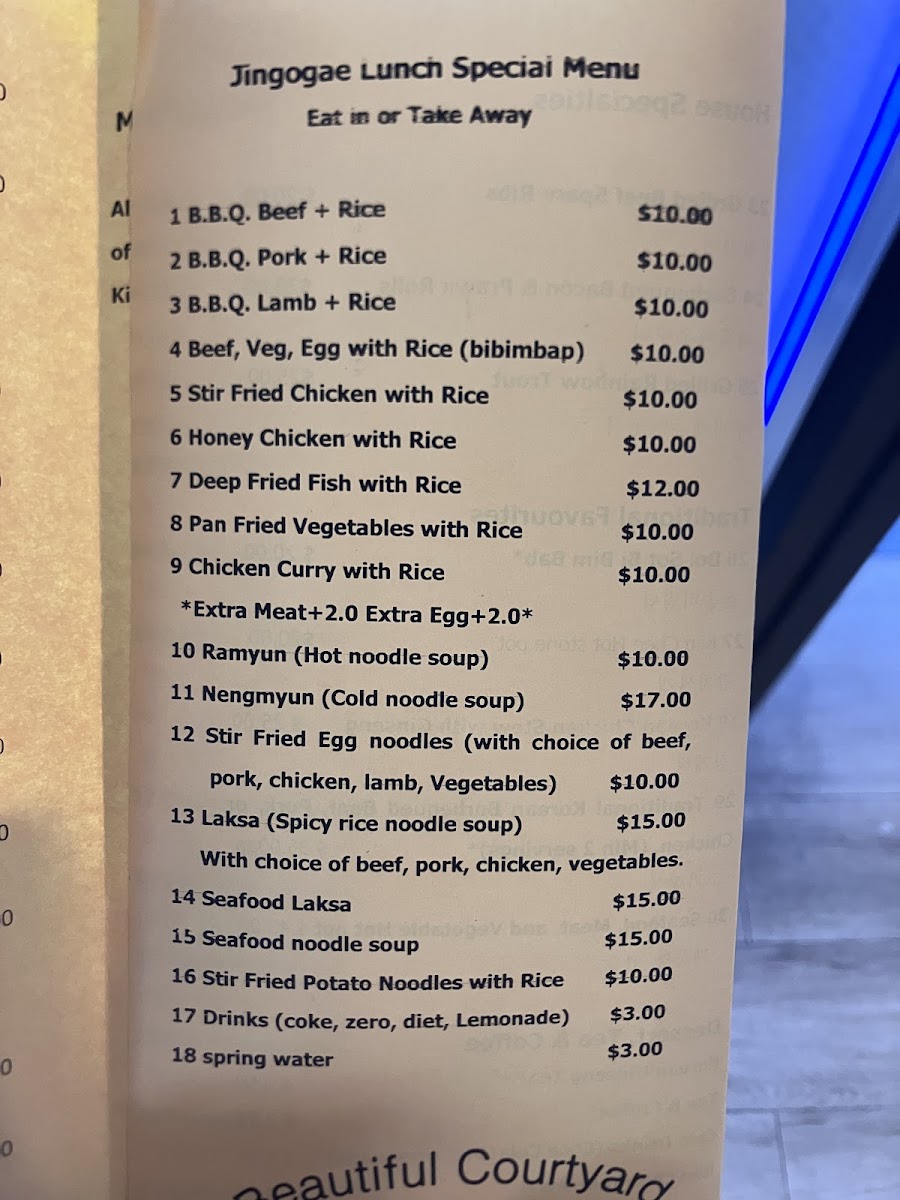 Jingogae Lunch Special Menu
Eat in or Take Away
1 B.B.Q. Beef + Rice $10.00
2 B.B.Q. Pork + Rice $10.00
3 B.B.Q. Lamb + Rice $10.00
4 Beef, Veg, Egg with Rice (bibimbap) $10.00
5 Stir Fried Chicken with Rice $10.00
6 Honey Chicken with Rice $10.00
7 Deep Fried Fish with Rice $12.00
8 Pan Fried Vegetables with Rice $10.00
9 Chicken Curry with Rice $10.00
*Extra Meat+2.0 Extra Egg+2.0*
10 Ramyun (Hot noodle soup) $10.00
11 Nengmyun (Cold noodle soup) $17.00
12 Stir Fried Egg noodles (with choice of beef,
pork, chicken, lamb, Vegetables) $10.00
13 Laksa (Spicy rice noodle soup) $15.00
With choice of beef, pork, chicken, vegetables.
14 Seafood Laksa $15.00
15 Seafood noodle soup $15.00
16 Stir Fried Potato Noodles with Rice $10.00
17 Drinks (coke, zero, diet, Lemonade) $3.00
18 spring water $3.00
Beautiful Courtyard
M
Al
of
Ki